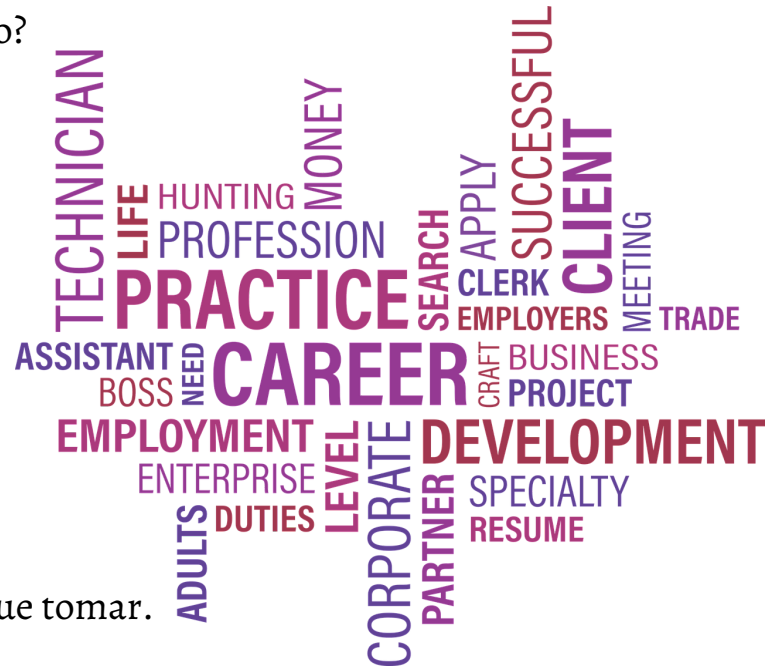 o?
TECHNICIAN
LIFE
HUNTING
MONEY
PROFESSION
PRACTICE
SEARCH
APPLY
SUCCESSFUL
CLIENT
CLERK
MEETING
EMPLOYERS
TRADE
ASSISTANT
BOSS
NEED
CAREER
CRAFT
BUSINESS
PROJECT
EMPLOYMENT
ENTERPRISE
LEVEL
CORPORATE
DEVELOPMENT
ADULTS
DUTIES
PARTNER
SPECIALTY
RESUME
ue tomar.